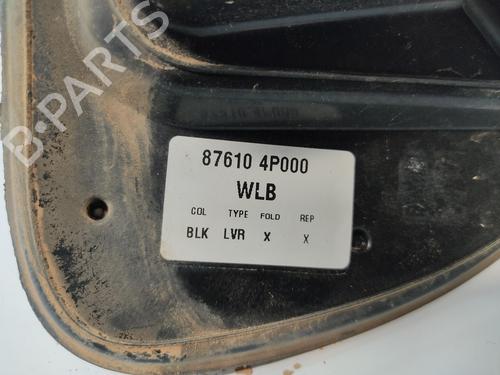 B-PARTS
87610 4P000
WLB
COL TYPE FOLD REP
BLK LVR X X